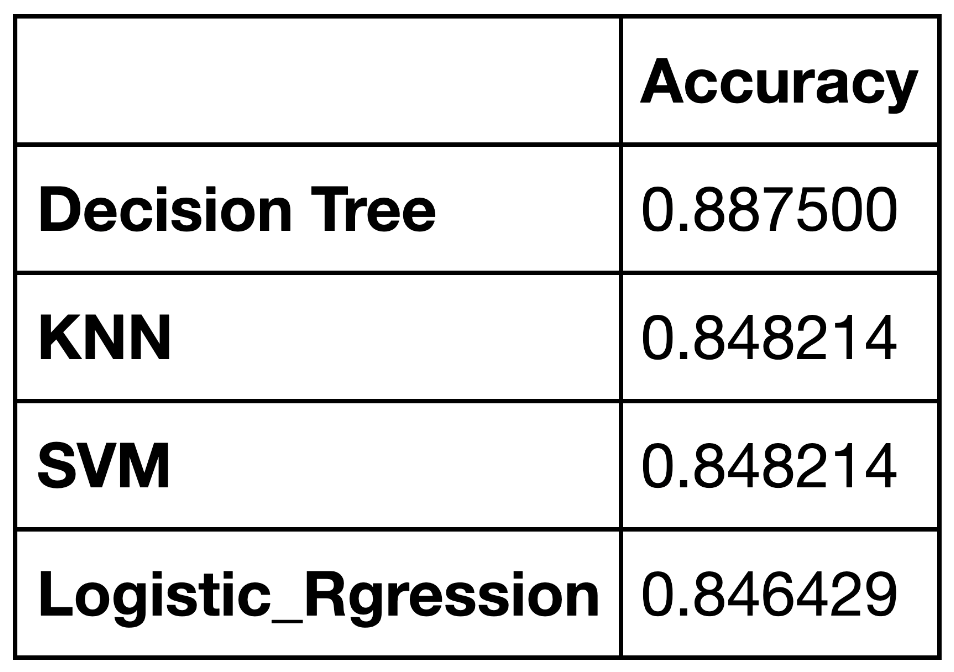 Accuracy
Decision Tree 0.887500
KNN 0.848214
SVM 0.848214
Logistic_Rgression 0.846429